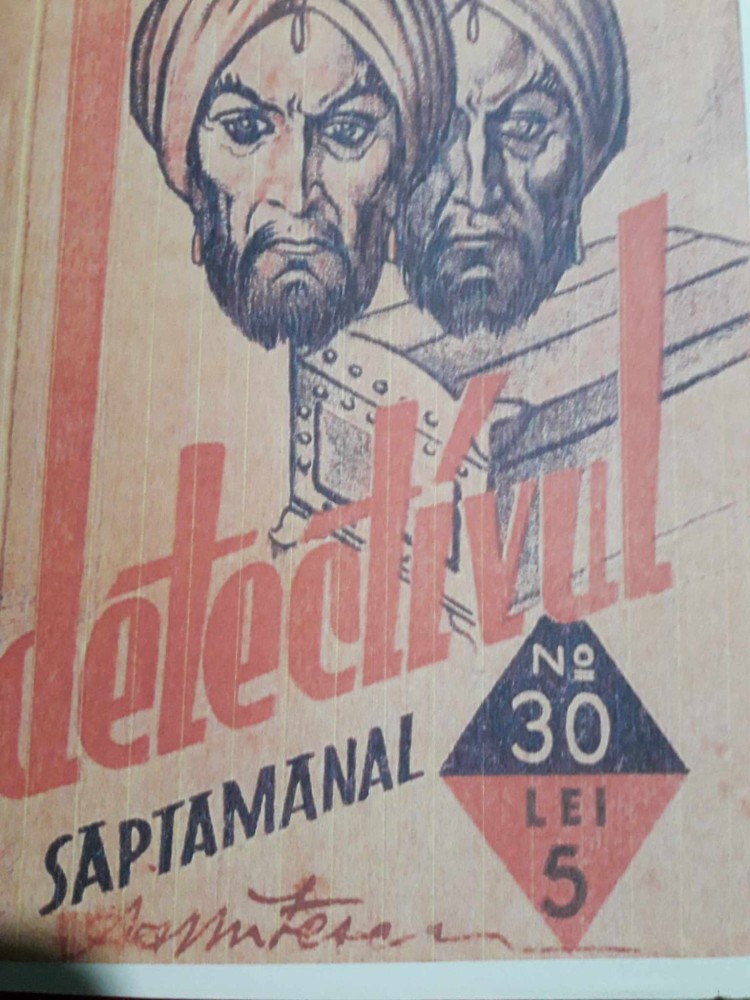 detectivul
SAPTAMANAL
No
30
LEI
5